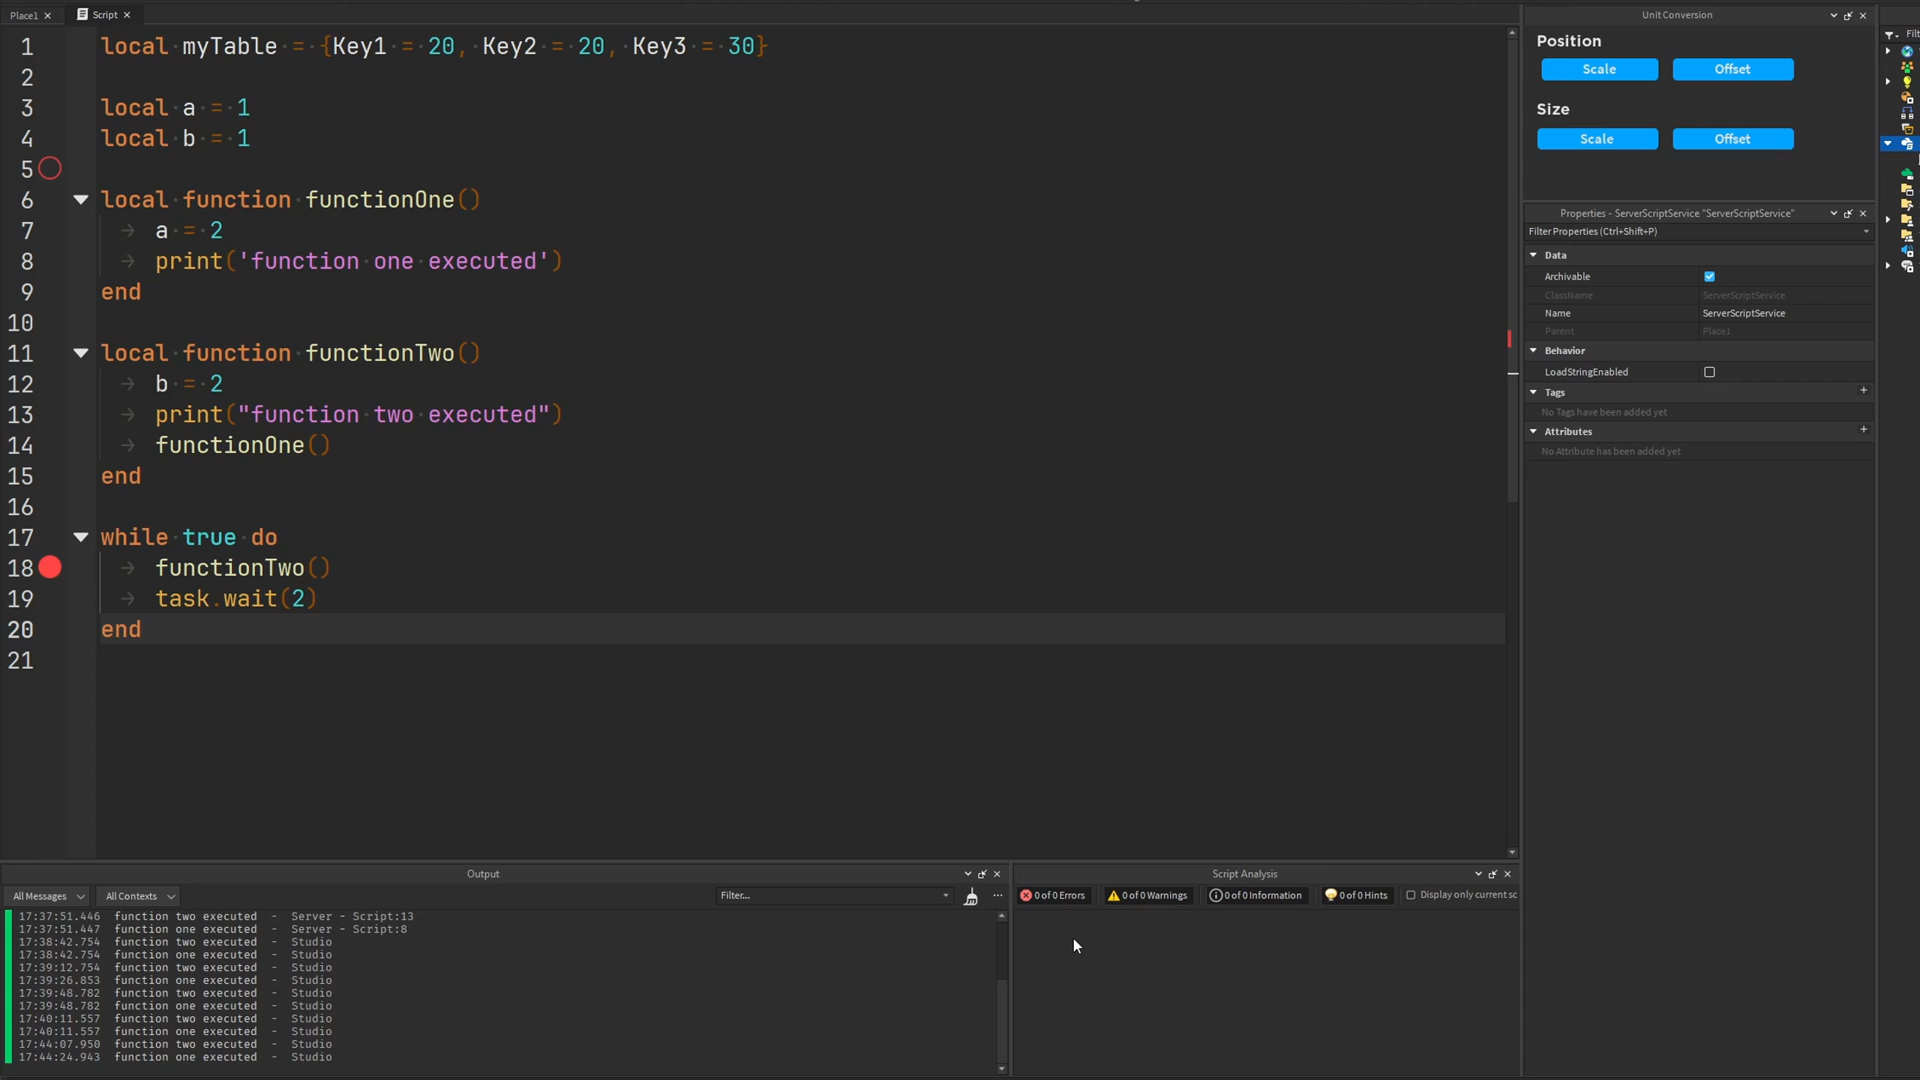 Place1
Script
1 local myTable = {Key1 = 20, Key2 = 20, Key3 = 30}
2
3 local a = 1
4 local b = 1
5
6 local function functionOne()
7 a = 2
8 print('function one executed')
9 end
10
11 local function functionTwo()
12 b = 2
13 print("function two executed")
14 functionOne()
15 end
16
17 while true do
18 functionTwo()
19 task.wait(2)
20 end
21
Unit Conversion
Position
Scale Offset
Size
Scale Offset
Properties - ServerScriptService "ServerScriptService"
Filter Properties (Ctrl+Shift+P)
Data
Archivable
ClassName ServerScriptService
Name ServerScriptService
Parent Place1
Behavior
LoadStringEnabled
Tags
No Tags have been added yet
Attributes
No Attribute has been added yet
Filt
Output
All Messages All Contexts Filter...
17:37:51.446 function two executed - Server - Script:13
17:37:51.447 function one executed - Server - Script:8
17:38:42.754 function two executed - Studio
17:38:42.754 function one executed - Studio
17:39:12.754 function two executed - Studio
17:39:26.853 function one executed - Studio
17:39:48.782 function two executed - Studio
17:39:48.782 function one executed - Studio
17:40:11.557 function two executed - Studio
17:40:11.557 function one executed - Studio
17:44:07.950 function two executed - Studio
17:44:24.943 function one executed - Studio
Script Analysis
0 of 0 Errors 0 of 0 Warnings 0 of 0 Information 0 of 0 Hints Display only current sc